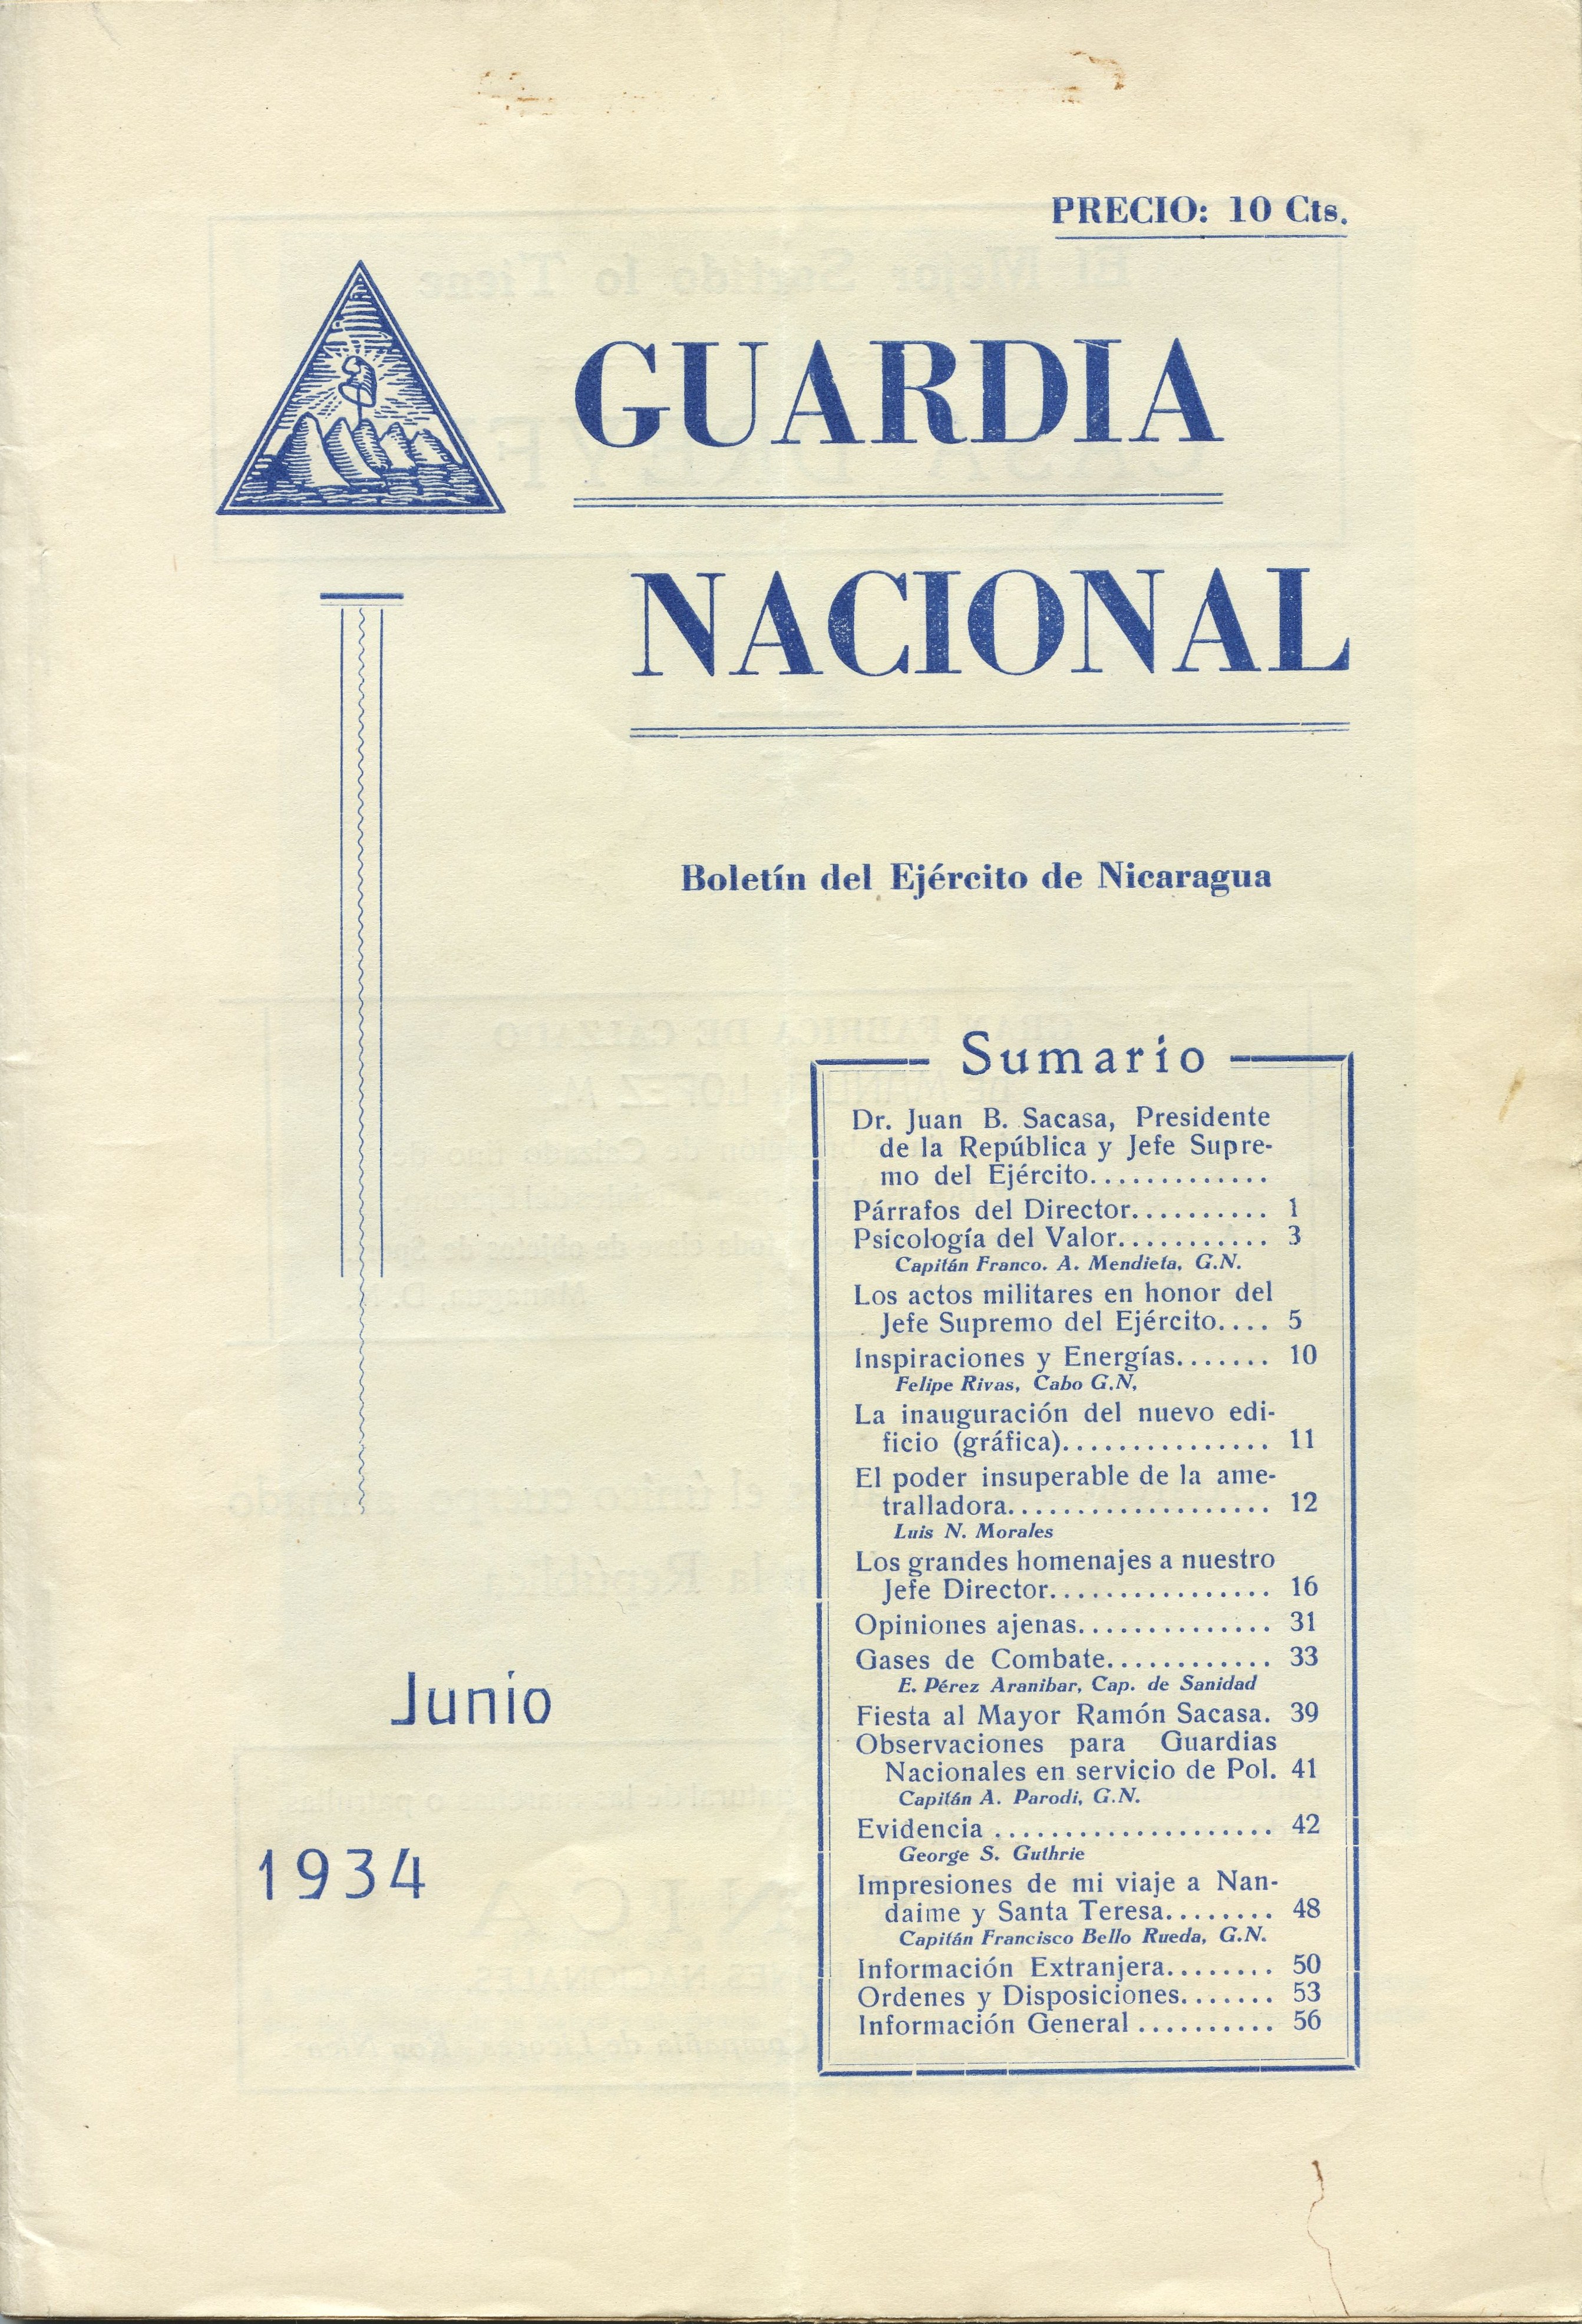 PRECIO: 10 Cts.
GUARDIA
NACIONAL
Boletín del Ejército de Nicaragua
Sumario
Dr. Juan B. Sacasa, Presidente
de la República y Jefe Supre-
mo del Ejército.............
Párrafos del Director.......... 1
Psicología del Valor........... 3
Capitán Franco. A. Mendieta, G.N.
Los actos militares en honor del
Jefe Supremo del Ejército.... 5
Inspiraciones y Energías....... 10
Felipe Rivas, Cabo G.N,
La inauguración del nuevo edi-
ficio (gráfica)............... 11
El poder insuperable de la ame-
tralladora................... 12
Luis N. Morales
Los grandes homenajes a nuestro
Jefe Director................ 16
Opiniones ajenas.............. 31
Gases de Combate............ 33
E. Pérez Aranibar, Cap. de Sanidad
Fiesta al Mayor Ramón Sacasa. 39
Observaciones para Guardias
Nacionales en servicio de Pol. 41
Capitán A. Parodi, G.N.
Evidencia .................... 42
George S. Guthrie
Impresiones de mi viaje a Nan-
daime y Santa Teresa........ 48
Capitán Francisco Bello Rueda, G.N.
Información Extranjera........ 50
Ordenes y Disposiciones....... 53
Información General .......... 56
Junio
1934